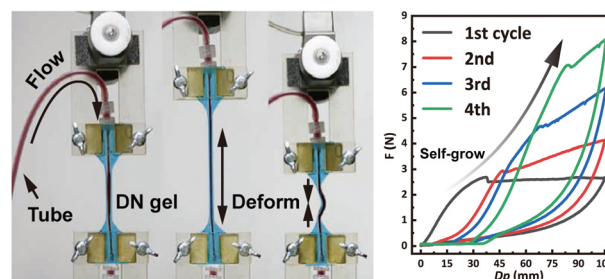 Flow
Tube
DN gel
Deform
9
8
7
6
5
4
3
2
1
0
F (N)
1st cycle
2nd
3rd
4th
Self-grow
0 15 30 45 60 75 90
Dp (mm)